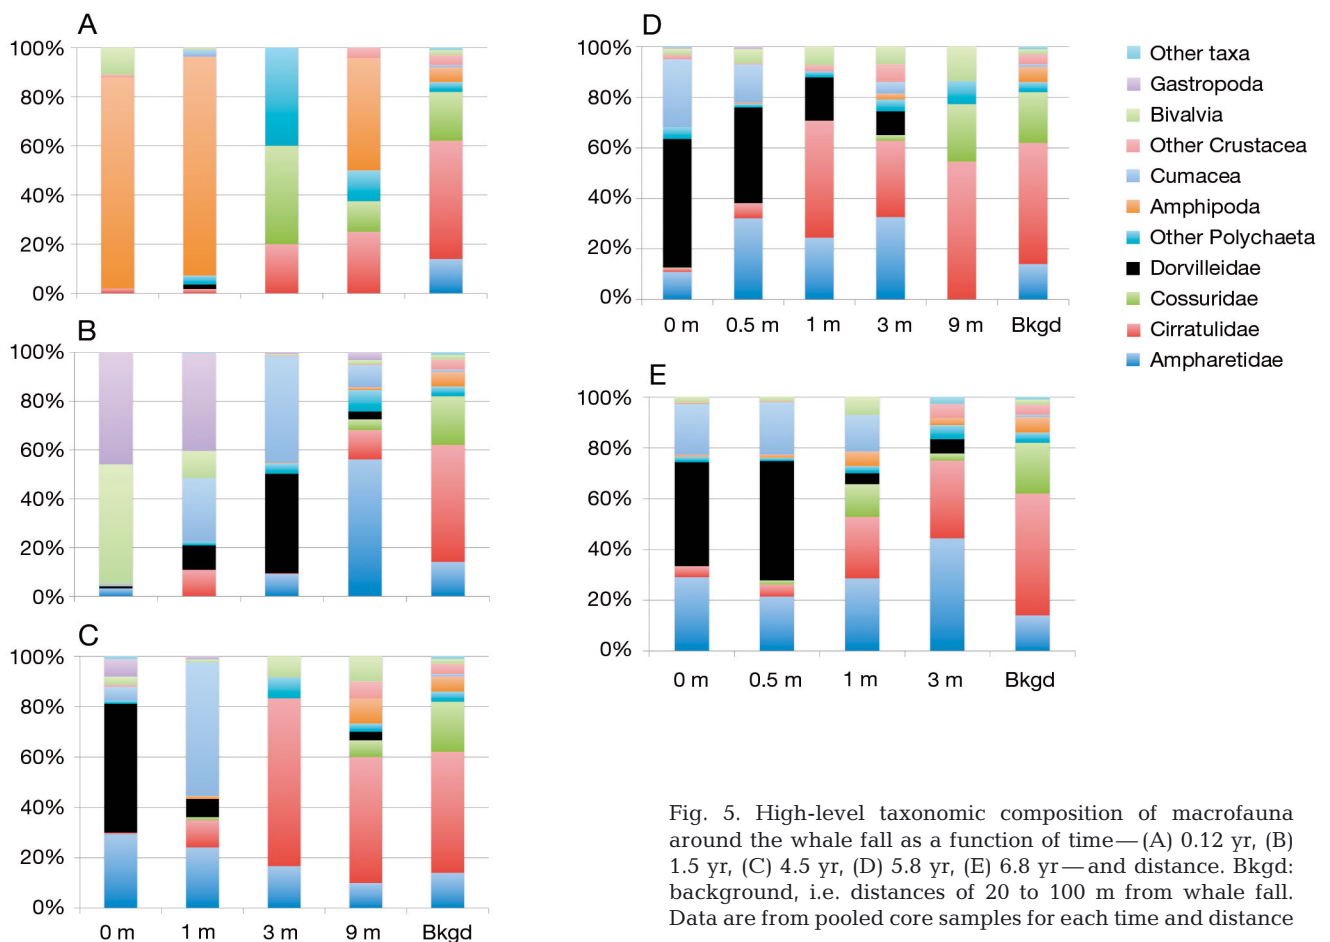 A
100%
80%
60%
40%
20%
0%
B
100%
80%
60%
40%
20%
0%
C
100%
80%
60%
40%
20%
0%
0 m 1 m 3 m 9 m Bkgd
D
100%
80%
60%
40%
20%
0%
0 m 0.5 m 1 m 3 m 9 m Bkgd
E
100%
80%
60%
40%
20%
0%
0 m 0.5 m 1 m 3 m Bkgd
Other taxa
Gastropoda
Bivalvia
Other Crustacea
Cumacea
Amphipoda
Other Polychaeta
Dorvilleidae
Cossuridae
Cirratulidae
Ampharetidae
Fig. 5. High-level taxonomic composition of macrofauna
around the whale fall as a function of time—(A) 0.12 yr, (B)
1.5 yr, (C) 4.5 yr, (D) 5.8 yr, (E) 6.8 yr—and distance. Bkgd:
background, i.e. distances of 20 to 100 m from whale fall.
Data are from pooled core samples for each time and distance